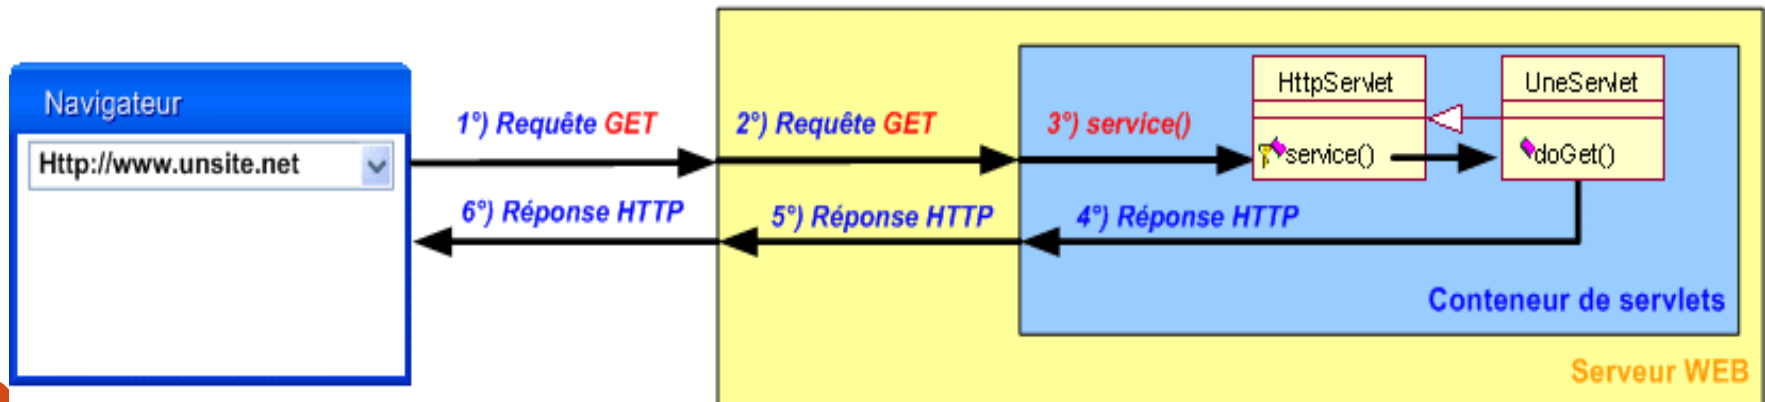 Navigateur
Http://www.unsite.net
1°) Requête GET
2°) Requête GET
3°) service()
HttpServlet
service()
UneServlet
doGet()
6°) Réponse HTTP
5°) Réponse HTTP
4°) Réponse HTTP
Conteneur de servlets
Serveur WEB